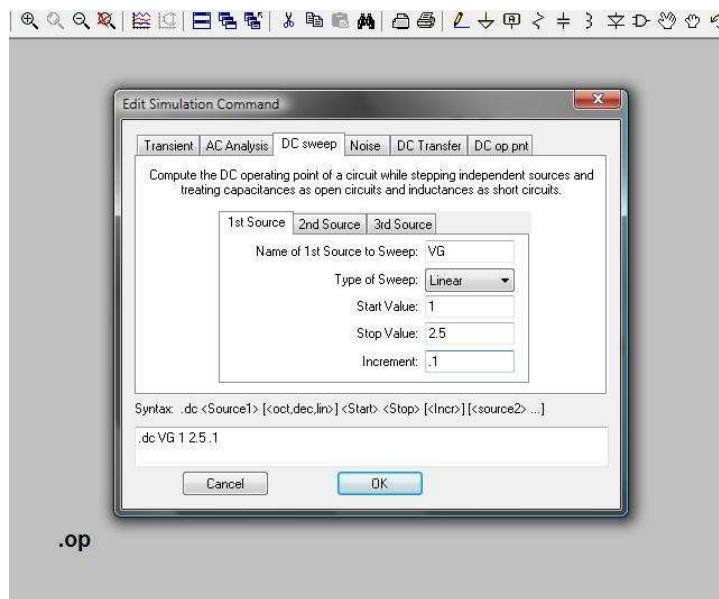 Edit Simulation Command
Transient AC Analysis DC sweep Noise DC Transfer DC op pnt
Compute the DC operating point of a circuit while stepping independent sources and
treating capacitances as open circuits and inductances as short circuits.
1st Source 2nd Source 3rd Source
Name of 1st Source to Sweep: VG
Type of Sweep: Linear
Start Value: 1
Stop Value: 2.5
Increment: .1
Syntax: .dc <Source1> [<oct,dec,lin>] <Start> <Stop> [<Incr>] [<source2> ...]
.dc VG 1 2.5 .1
Cancel OK
.op